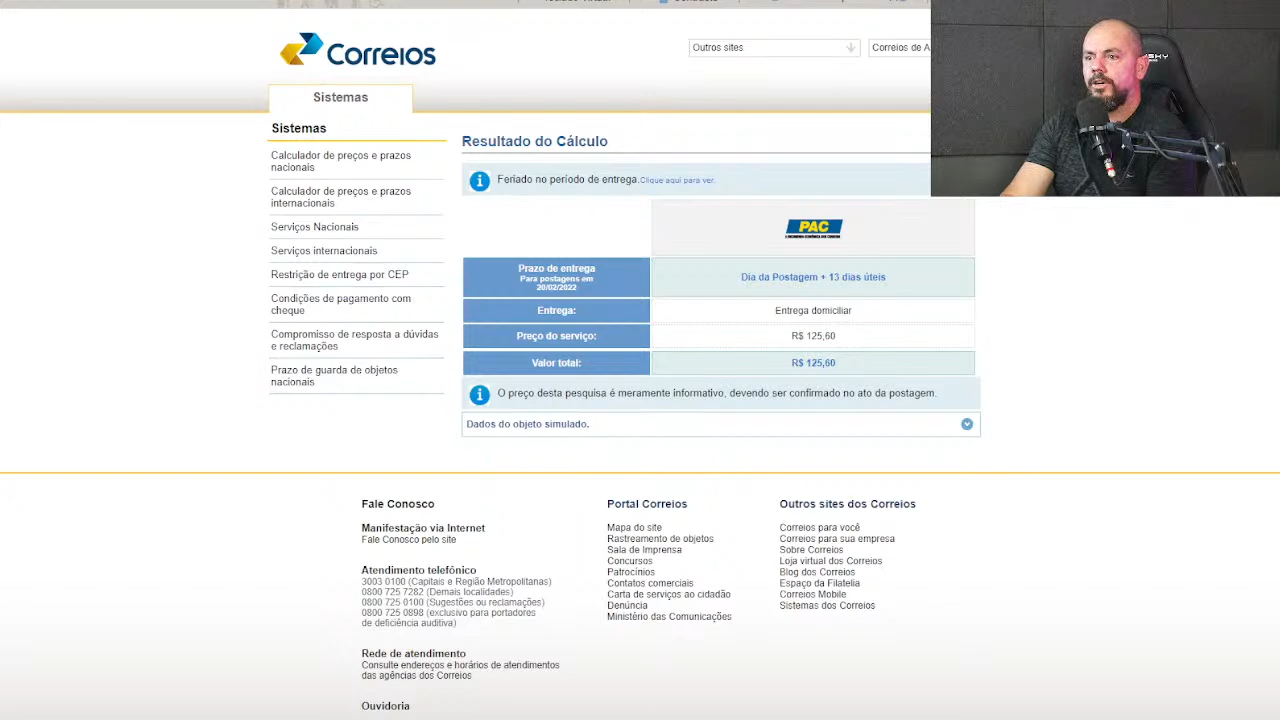 Correios
Outros sites
Correios de A
Sistemas
Sistemas
Calculador de preços e prazos
nacionais
Calculador de preços e prazos
internacionais
Serviços Nacionais
Serviços internacionais
Restrição de entrega por CEP
Condições de pagamento com
cheque
Compromisso de resposta a dúvidas
e reclamações
Prazo de guarda de objetos
nacionais
Resultado do Cálculo
Feriado no período de entrega.Clique aqui para ver.
PAC
Prazo de entrega
Para postagens em
20/02/2022
Dia da Postagem + 13 dias úteis
Entrega:
Entrega domiciliar
Preço do serviço:
R$ 125,60
Valor total:
R$ 125,60
O preço desta pesquisa é meramente informativo, devendo ser confirmado no ato da postagem.
Dados do objeto simulado.
Fale Conosco
Manifestação via Internet
Fale Conosco pelo site
Atendimento telefônico
3003 0100 (Capitais e Região Metropolitanas)
0800 725 7282 (Demais localidades)
0800 725 0100 (Sugestões ou reclamações)
0800 725 0898 (exclusivo para portadores
de deficiência auditiva)
Rede de atendimento
Consulte endereços e horários de atendimentos
das agências dos Correios
Ouvidoria
Portal Correios
Mapa do site
Rastreamento de objetos
Sala de Imprensa
Concursos
Patrocínios
Contatos comerciais
Carta de serviços ao cidadão
Denúncia
Ministério das Comunicações
Outros sites dos Correios
Correios para você
Correios para sua empresa
Sobre Correios
Loja virtual dos Correios
Blog dos Correios
Espaço da Filatelia
Correios Mobile
Sistemas dos Correios